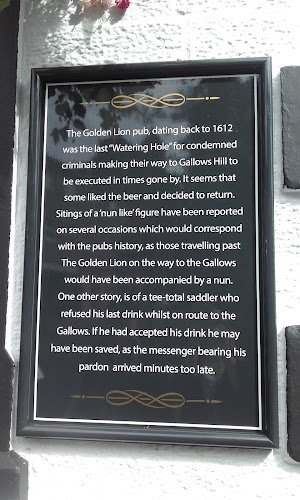 The Golden Lion pub, dating back to 1612
was the last “Watering Hole” for condemned
criminals making their way to Gallows Hill to
be executed in times gone by. It seems that
some liked the beer and decided to return.
Sitings of a ‘nun like’ figure have been reported
on several occasions which would correspond
with the pubs history, as those travelling past
The Golden Lion on the way to the Gallows
would have been accompanied by a nun.
One other story, is of a tee-total saddler who
refused his last drink whilst on route to the
Gallows. If he had accepted his drink he may
have been saved, as the messenger bearing his
pardon arrived minutes too late.